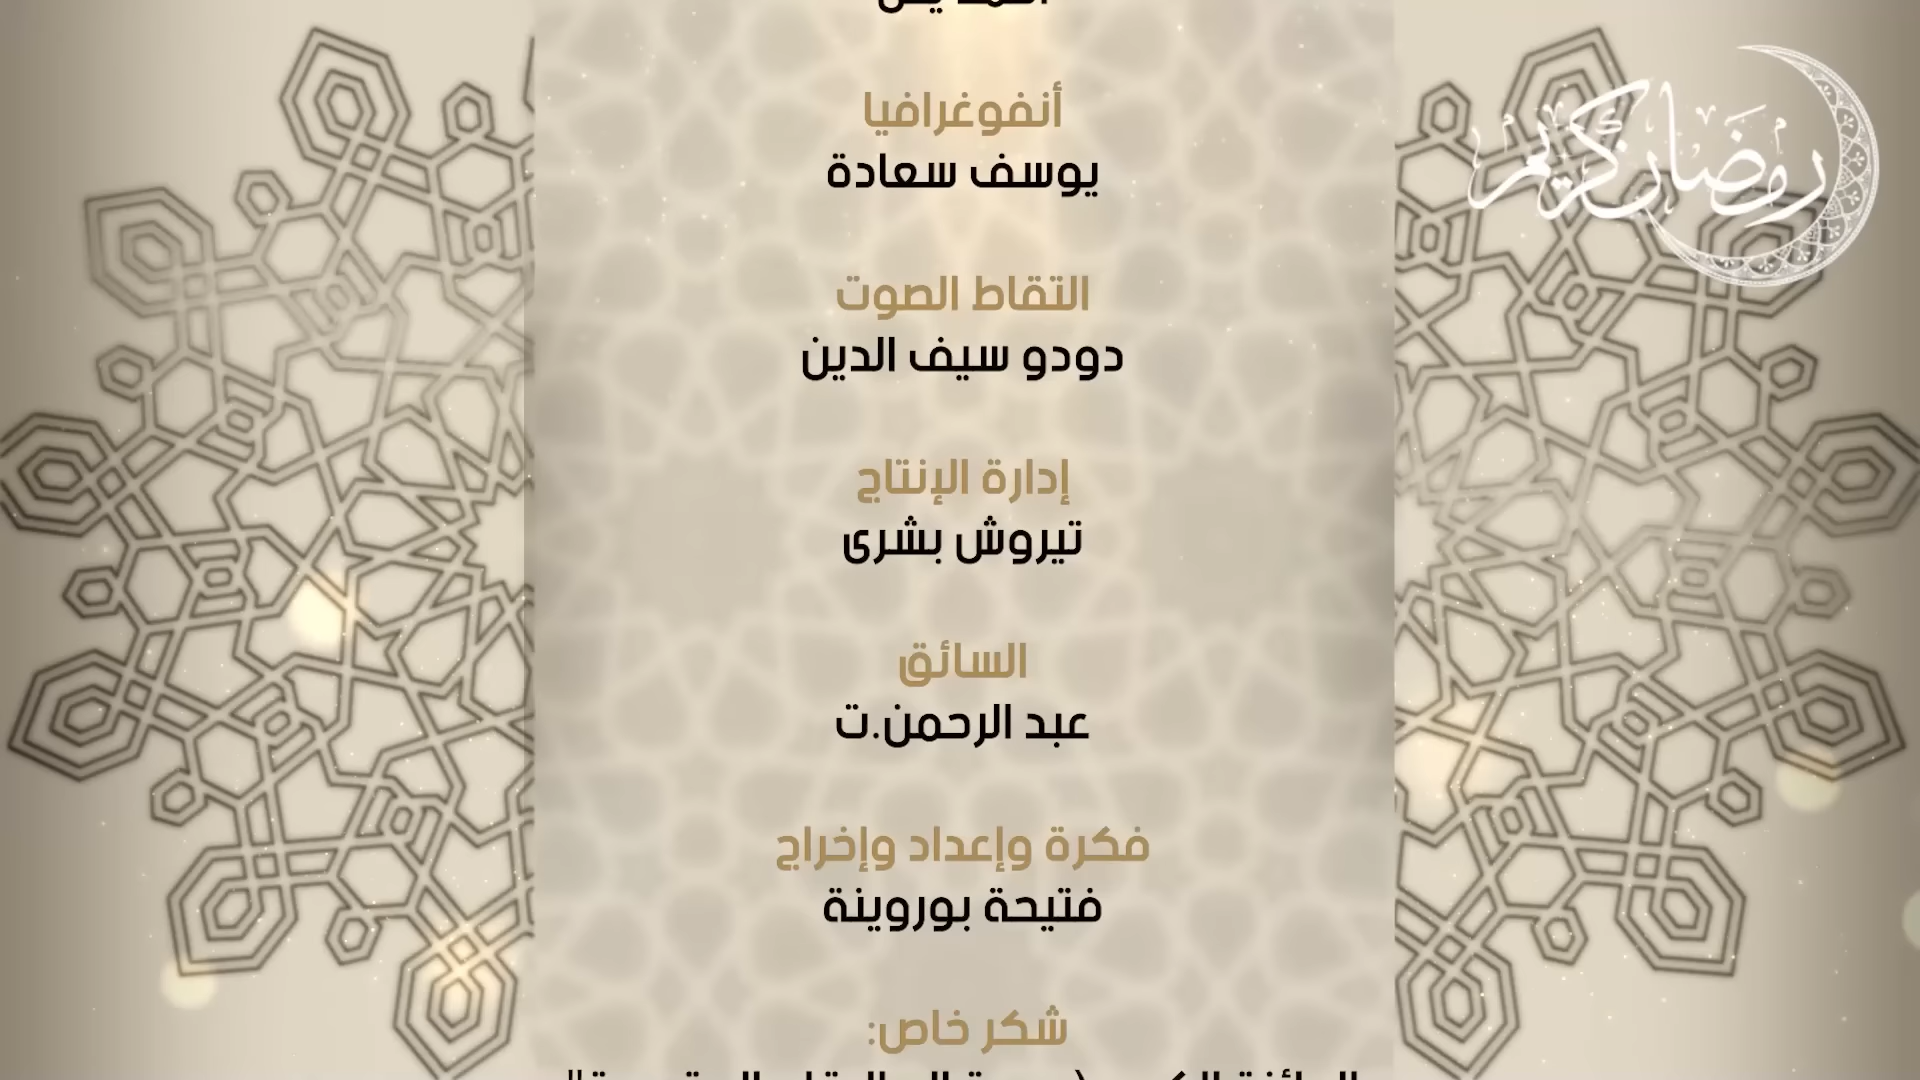 رمضان كريم
أنفوغرافيا
يوسف سعادة
التقاط الصوت
دودو سيف الدين
إدارة الإنتاج
تيروش بشرى
السائق
عبد الرحمن.ت
فكرة وإعداد وإخراج
فتيحة بوروينة
شكر خاص: